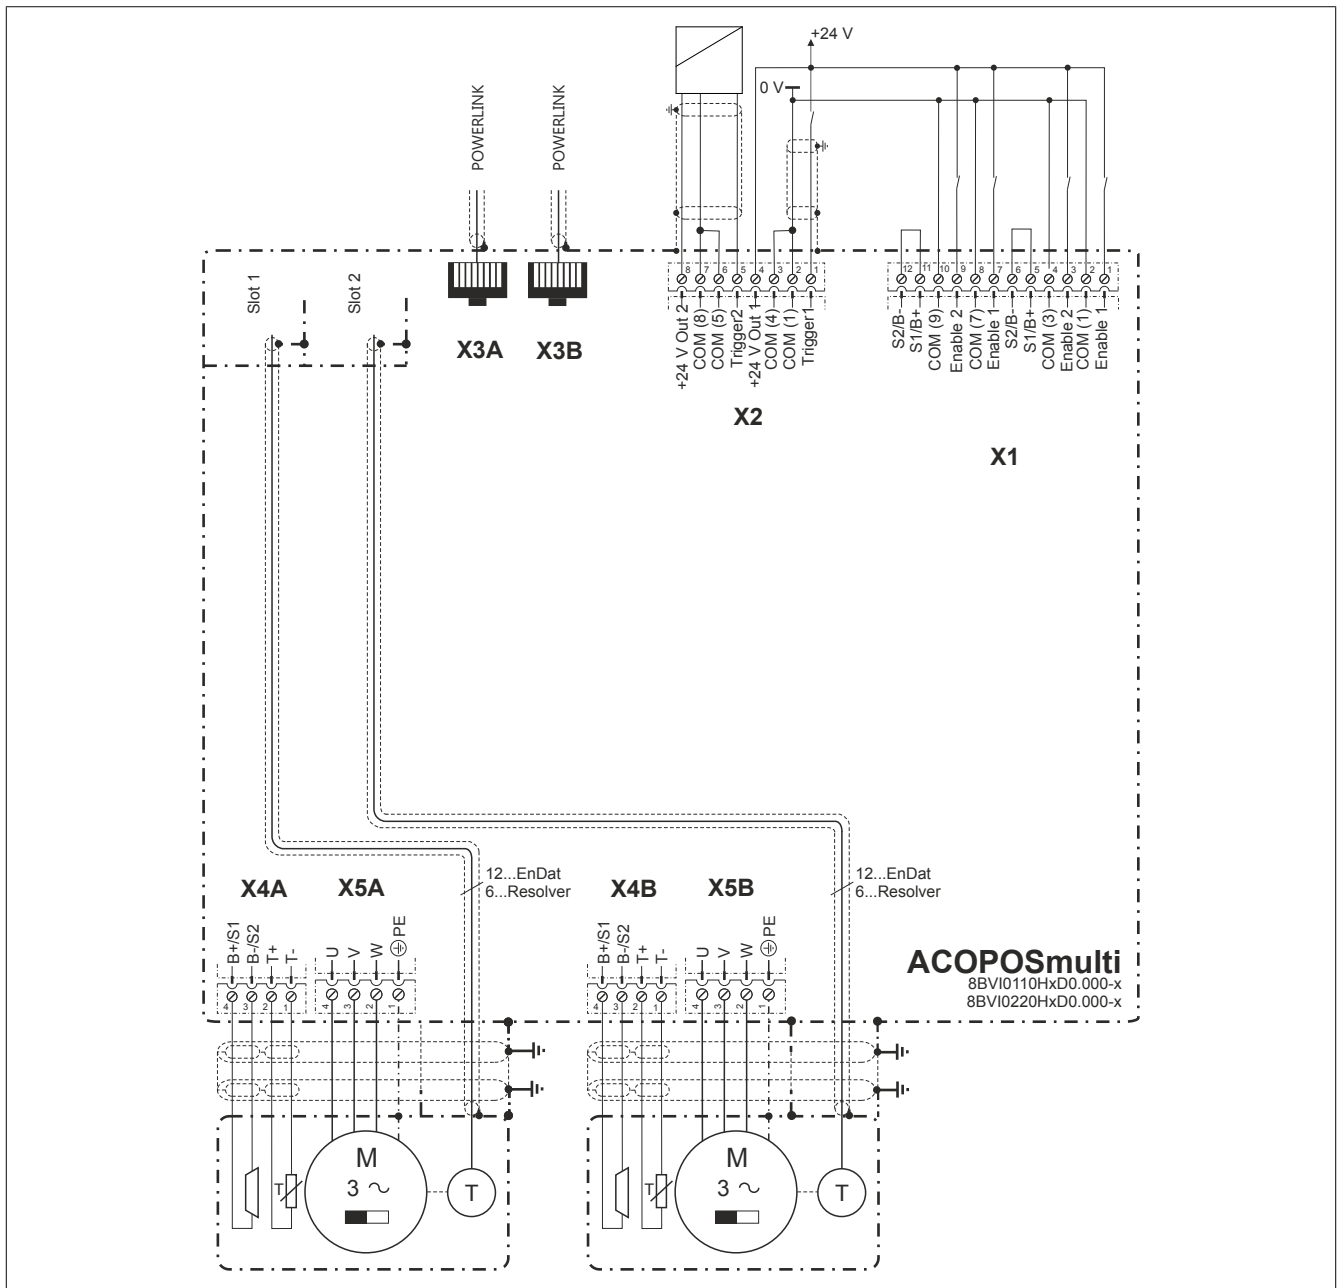 +24 V
0 V
POWERLINK
POWERLINK
Slot 1
Slot 2
X3A
X3B
8
7
6
5
4
3
2
1
+24 V Out 2
COM (8)
COM (5)
Trigger2
+24 V Out 1
COM (4)
COM (1)
Trigger1
X2
12
11
10
9
8
7
6
5
4
3
2
1
S2/B-
S1/B+
COM (9)
Enable 2
COM (7)
Enable 1
S2/B-
S1/B+
COM (3)
Enable 2
COM (1)
Enable 1
X1
12...EnDat
6...Resolver
12...EnDat
6...Resolver
X4A
X5A
X4B
X5B
B+/S1
B-/S2
T+
T-
U
V
W
PE
B+/S1
B-/S2
T+
T-
U
V
W
PE
4
3
2
1
4
3
2
1
4
3
2
1
4
3
2
1
ACOPOSmulti
8BVI0110HxD0.000-x
8BVI0220HxD0.000-x
T
M
3 ~
T
T
M
3 ~
T